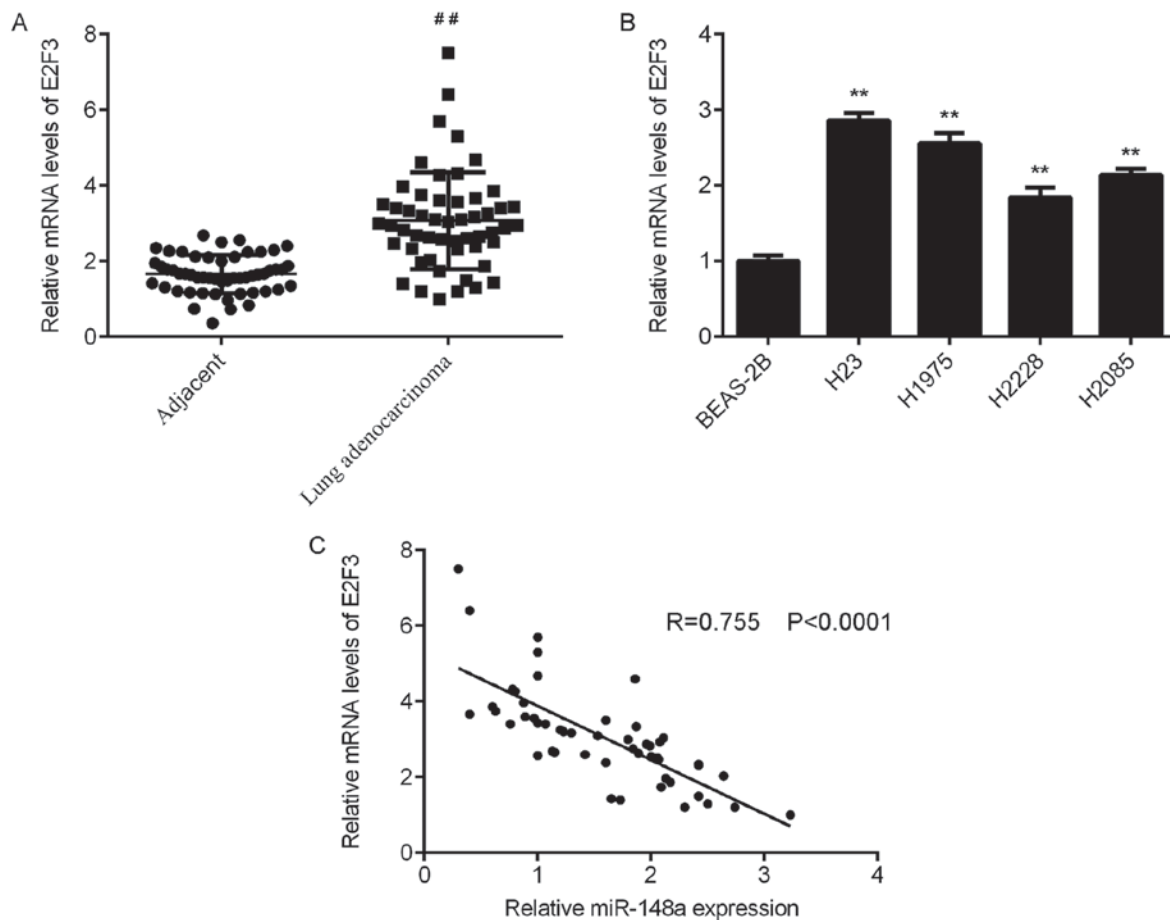 A
Relative mRNA levels of E2F3
8
6
4
2
0
##
Adjacent
Lung adenocarcinoma
B
Relative mRNA levels of E2F3
4
3
2
1
0
**
**
**
**
BEAS-2B
H23
H1975
H2228
H2085
C
Relative mRNA levels of E2F3
8
6
4
2
0
R=0.755 P<0.0001
0 1 2 3 4
Relative miR-148a expression